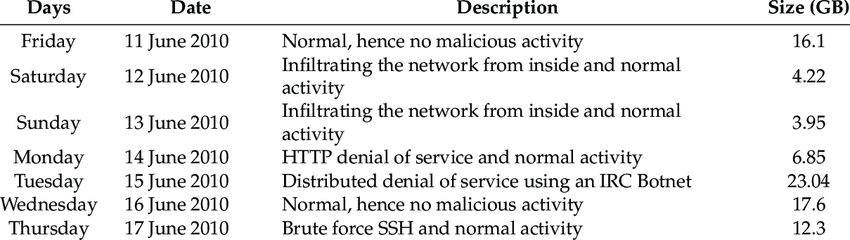 Days Date Description Size (GB)
Friday 11 June 2010 Normal, hence no malicious activity 16.1
Saturday 12 June 2010 Infiltrating the network from inside and normal
activity 4.22
Sunday 13 June 2010 Infiltrating the network from inside and normal
activity 3.95
Monday 14 June 2010 HTTP denial of service and normal activity 6.85
Tuesday 15 June 2010 Distributed denial of service using an IRC Botnet 23.04
Wednesday 16 June 2010 Normal, hence no malicious activity 17.6
Thursday 17 June 2010 Brute force SSH and normal activity 12.3